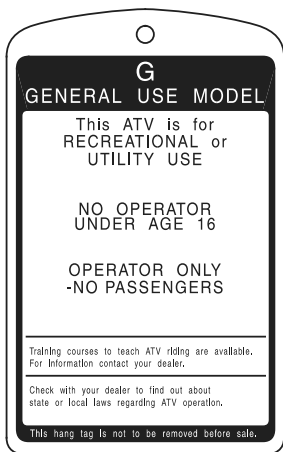 G
GENERAL USE MODEL
This ATV is for
RECREATIONAL or
UTILITY USE
NO OPERATOR
UNDER AGE 16
OPERATOR ONLY
-NO PASSENGERS
Training courses to teach ATV riding are available.
For Information contact your dealer.
Check with your dealer to find out about
state or local laws regarding ATV operation.
This hang tag is not to be removed before sale.